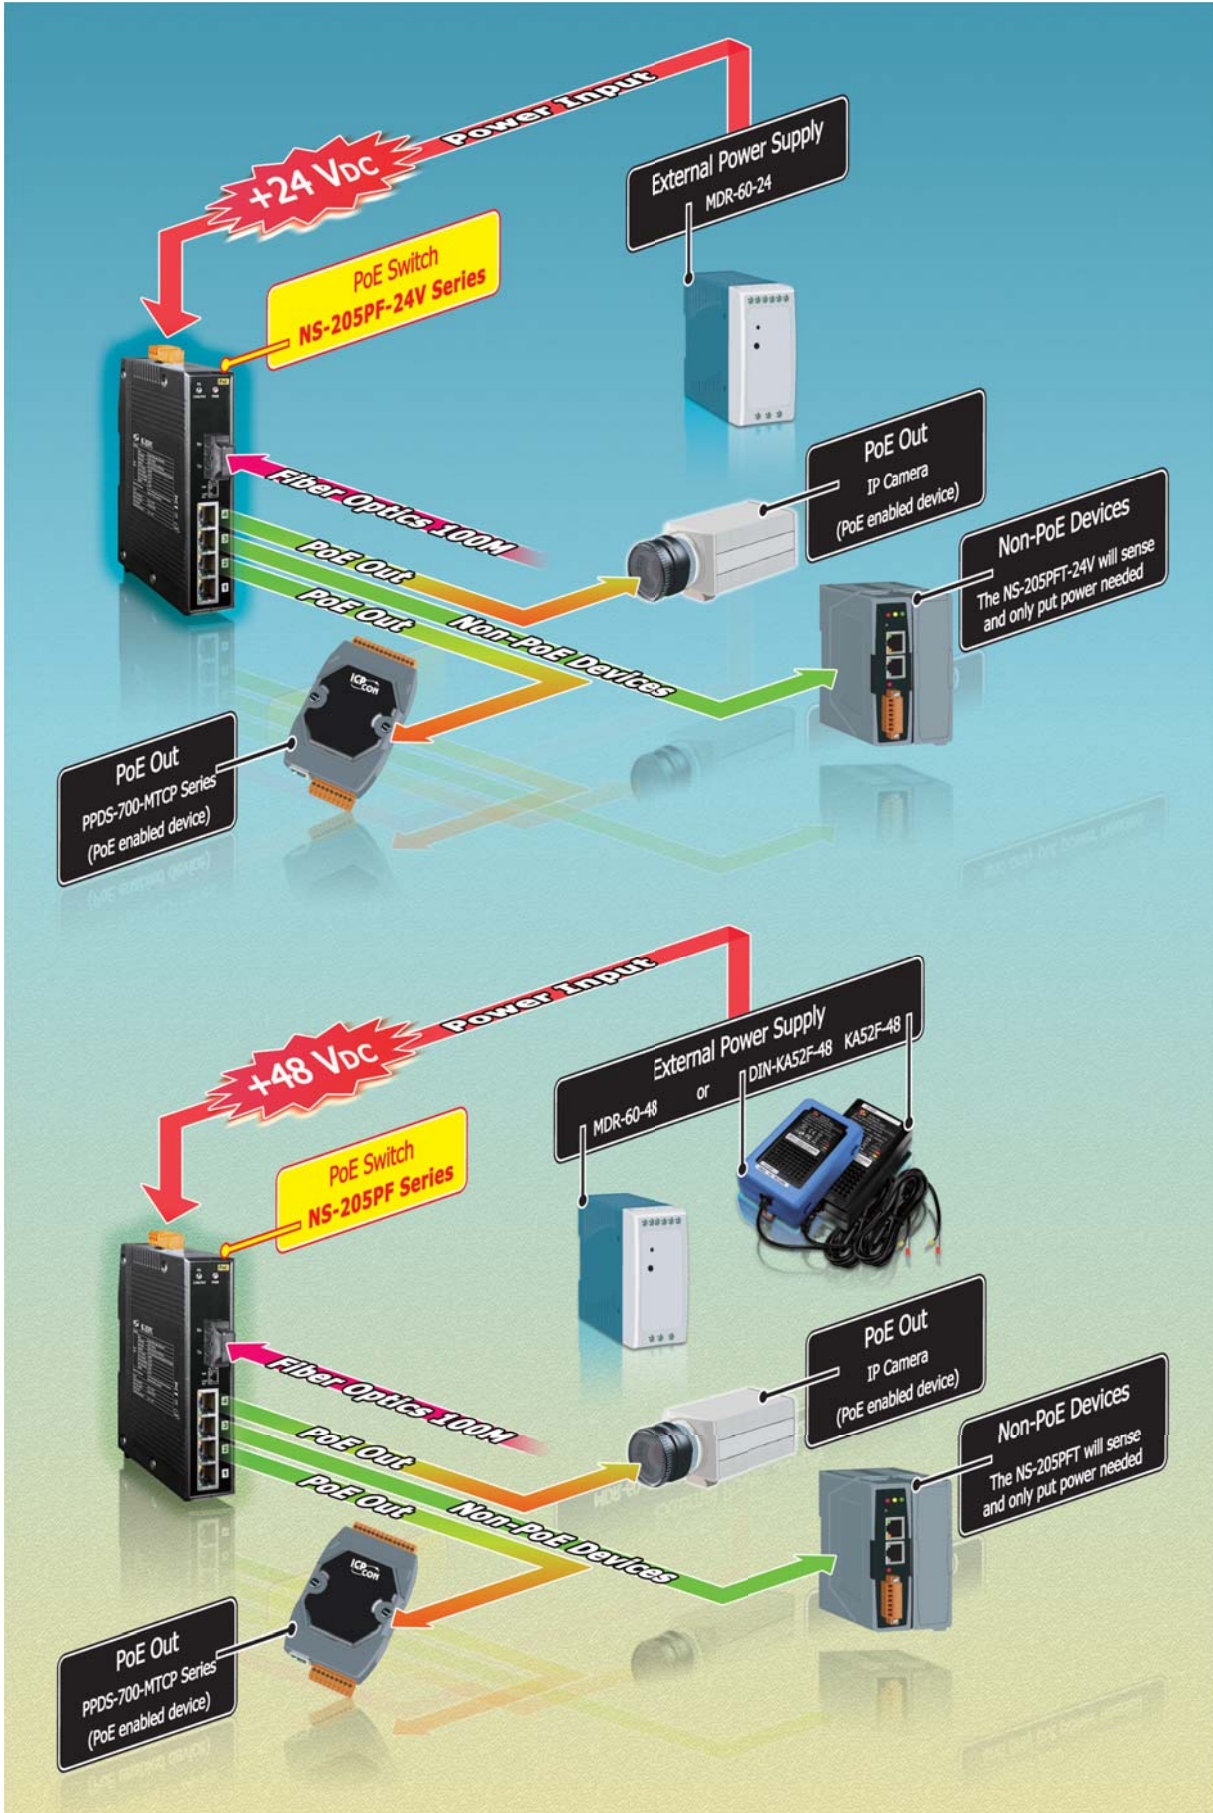 Power Input
+24 VDC
External Power Supply
MDR-60-24
PoE Switch
NS-205PF-24V Series
PoE
Fiber Optics 100M
PoE Out
IP Camera
(PoE enabled device)
Non-PoE Devices
The NS-205PFT-24V will sense
and only put power needed
PoE Out
PoE Out
Non-PoE Devices
ICP
CON
PoE Out
PPDS-700-MTCP Series
(PoE enabled device)
Power Input
+48 VDC
External Power Supply
MDR-60-48 or DIN-KA52F-48 KA52F-48
PoE Switch
NS-205PF Series
PoE
Fiber Optics 100M
PoE Out
IP Camera
(PoE enabled device)
Non-PoE Devices
The NS-205PFT will sense
and only put power needed
PoE Out
PoE Out
Non-PoE Devices
ICP
CON
PoE Out
PPDS-700-MTCP Series
(PoE enabled device)